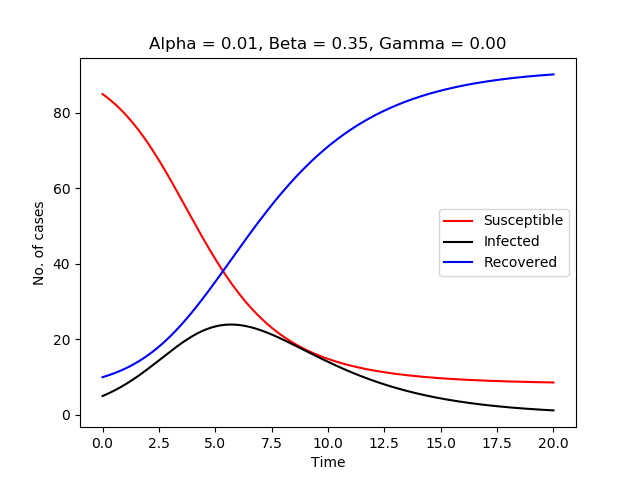 Alpha = 0.01, Beta = 0.35, Gamma = 0.00
No. of cases
80
60
40
20
0
Susceptible
Infected
Recovered
0.0 2.5 5.0 7.5 10.0 12.5 15.0 17.5 20.0
Time